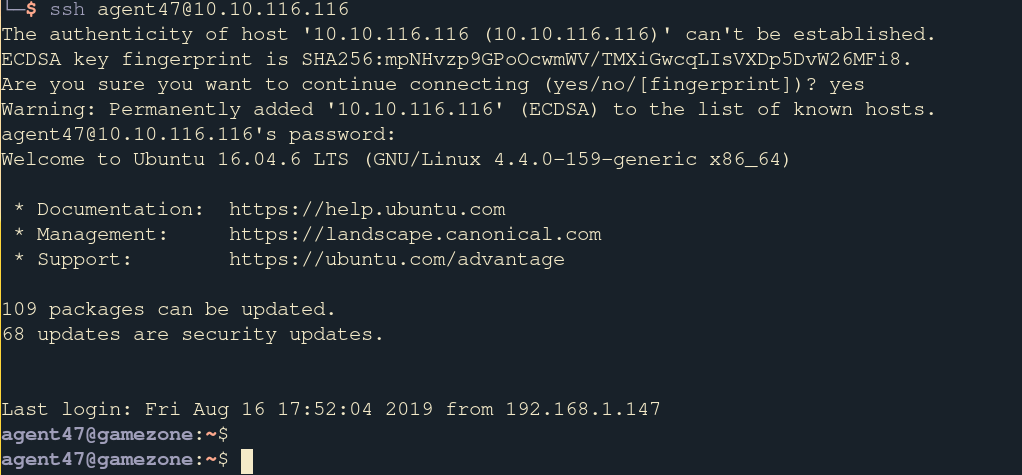 └─$ ssh agent47@10.10.116.116
The authenticity of host '10.10.116.116 (10.10.116.116)' can't be established.
ECDSA key fingerprint is SHA256:mpNHvzp9GPoOcwmWV/TMXiGwcqLIsVXDp5DvW26MFi8.
Are you sure you want to continue connecting (yes/no/[fingerprint])? yes
Warning: Permanently added '10.10.116.116' (ECDSA) to the list of known hosts.
agent47@10.10.116.116's password:
Welcome to Ubuntu 16.04.6 LTS (GNU/Linux 4.4.0-159-generic x86_64)

 * Documentation:  https://help.ubuntu.com
 * Management:     https://landscape.canonical.com
 * Support:        https://ubuntu.com/advantage

109 packages can be updated.
68 updates are security updates.


Last login: Fri Aug 16 17:52:04 2019 from 192.168.1.147
agent47@gamezone:~$
agent47@gamezone:~$